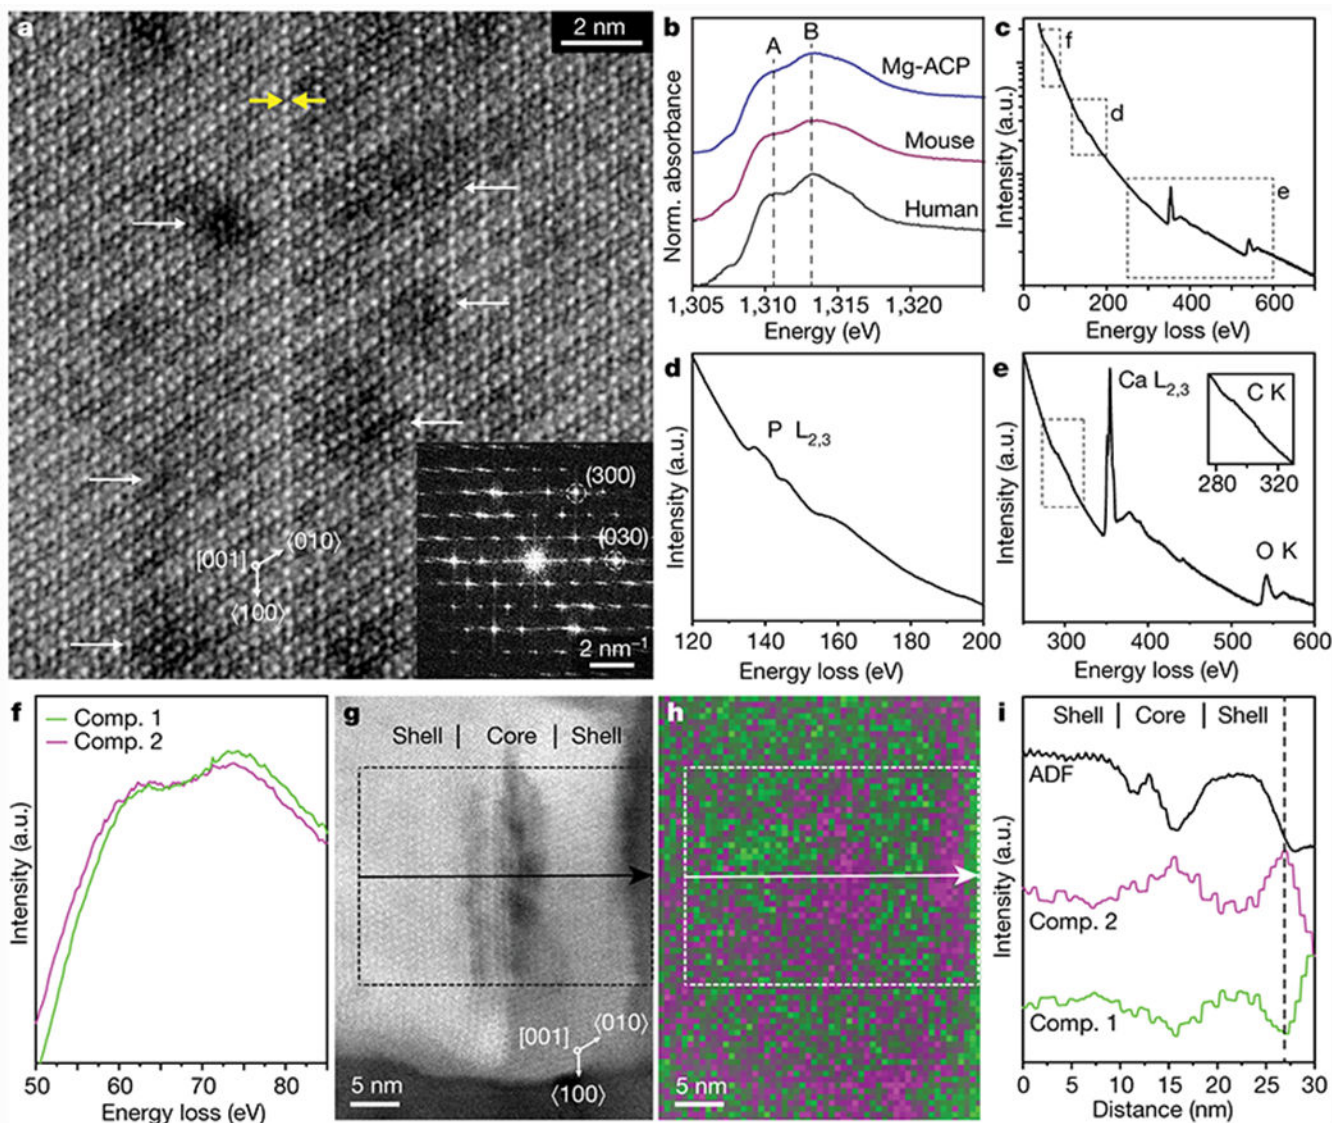 a
2 nm
[001]
⟨010⟩
⟨100⟩
(300)
(030)
2 nm⁻¹
b
A
B
Mg-ACP
Mouse
Human
Norm. absorbance
1,305
1,310
1,315
1,320
Energy (eV)
c
f
d
e
Intensity (a.u.)
0
200
400
600
Energy loss (eV)
d
P L2,3
Intensity (a.u.)
120
140
160
180
200
Energy loss (eV)
e
Ca L2,3
C K
280
320
O K
Intensity (a.u.)
300
400
500
600
Energy loss (eV)
f
Comp. 1
Comp. 2
Intensity (a.u.)
50
60
70
80
Energy loss (eV)
g
Shell | Core | Shell
[001]
⟨010⟩
⟨100⟩
5 nm
h
5 nm
i
Shell | Core | Shell
ADF
Comp. 2
Comp. 1
Intensity (a.u.)
0
5
10
15
20
25
30
Distance (nm)